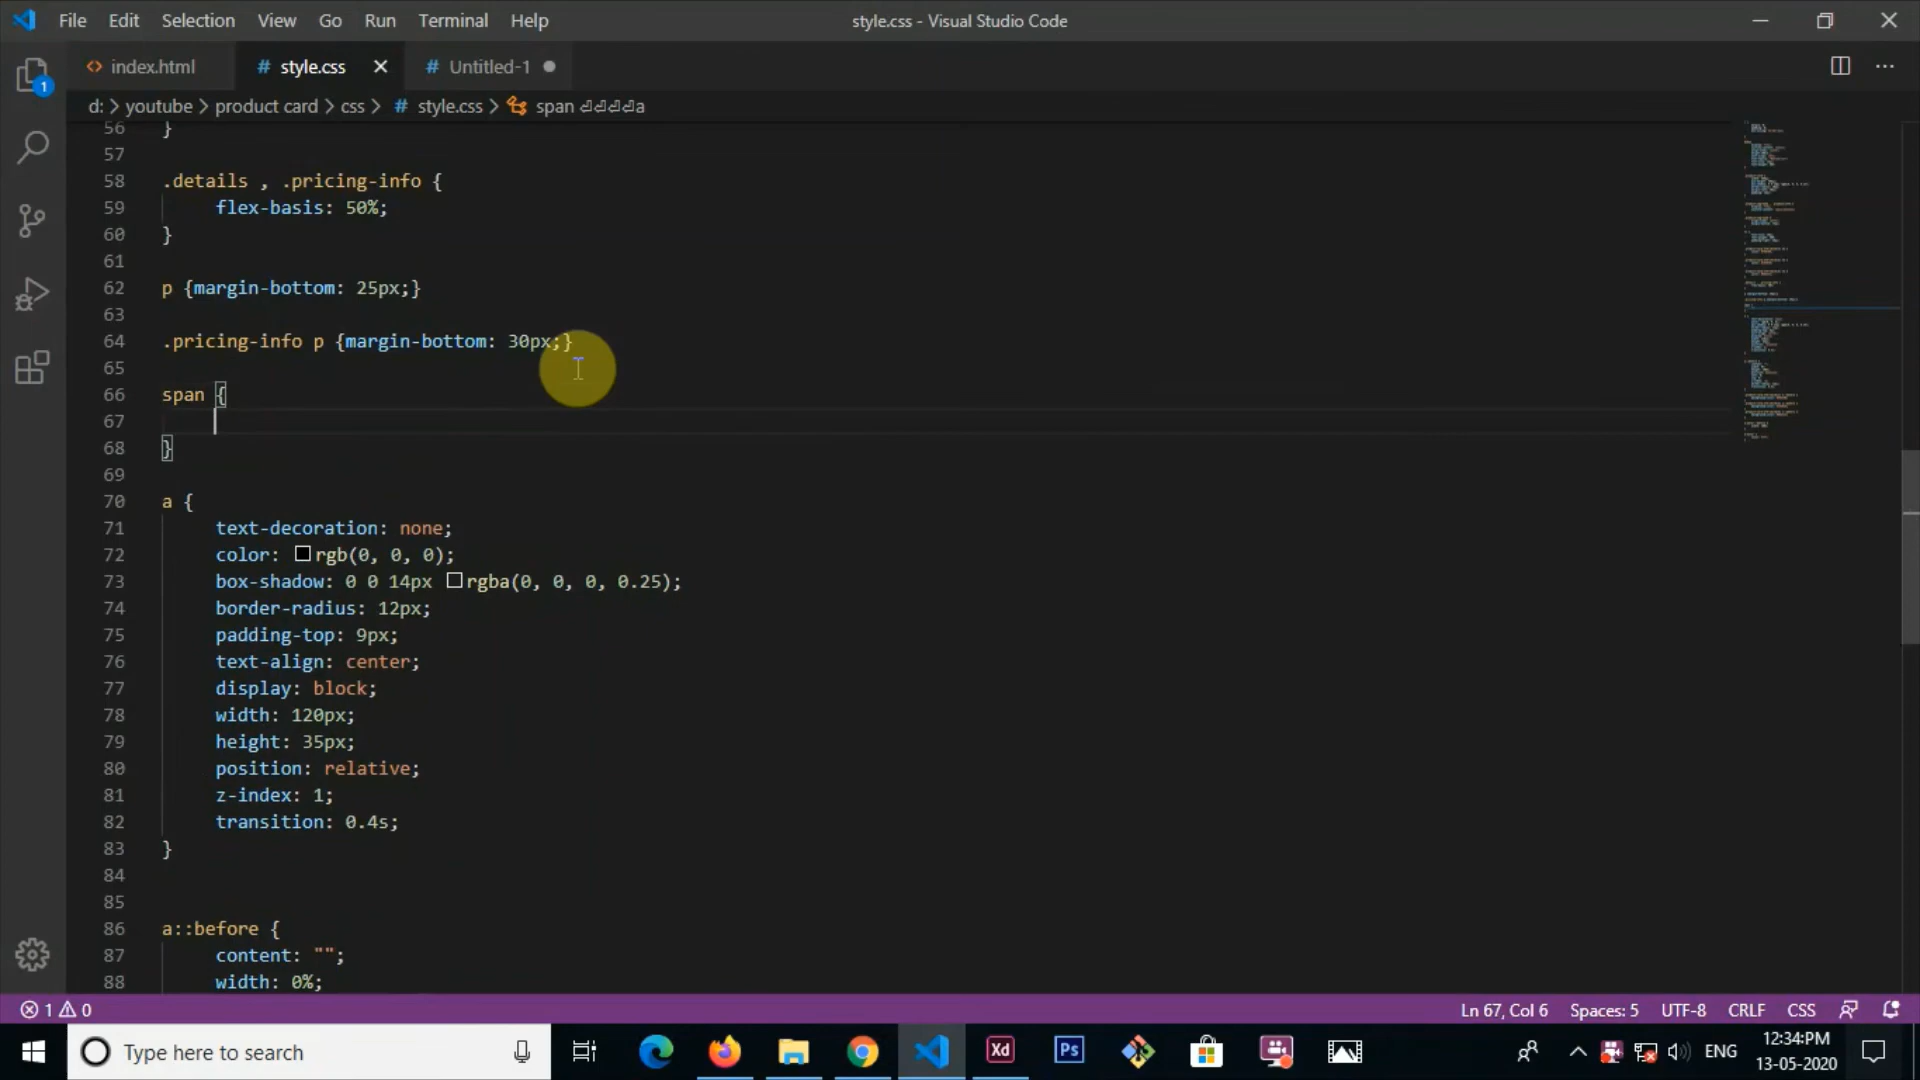 File Edit Selection View Go Run Terminal Help style.css - Visual Studio Code
<> index.html # style.css # Untitled-1
d: > youtube > product card > css > # style.css > span ⏎⏎⏎⏎a
56 }
57
58 .details , .pricing-info {
59 flex-basis: 50%;
60 }
61
62 p {margin-bottom: 25px;}
63
64 .pricing-info p {margin-bottom: 30px;}
65
66 span {
67
68 }
69
70 a {
71 text-decoration: none;
72 color: rgb(0, 0, 0);
73 box-shadow: 0 0 14px rgba(0, 0, 0, 0.25);
74 border-radius: 12px;
75 padding-top: 9px;
76 text-align: center;
77 display: block;
78 width: 120px;
79 height: 35px;
80 position: relative;
81 z-index: 1;
82 transition: 0.4s;
83 }
84
85
86 a::before {
87 content: "";
88 width: 0%;
1
1 0 Ln 67, Col 6 Spaces: 5 UTF-8 CRLF CSS
Type here to search Xd Ps ENG 12:34PM
13-05-2020